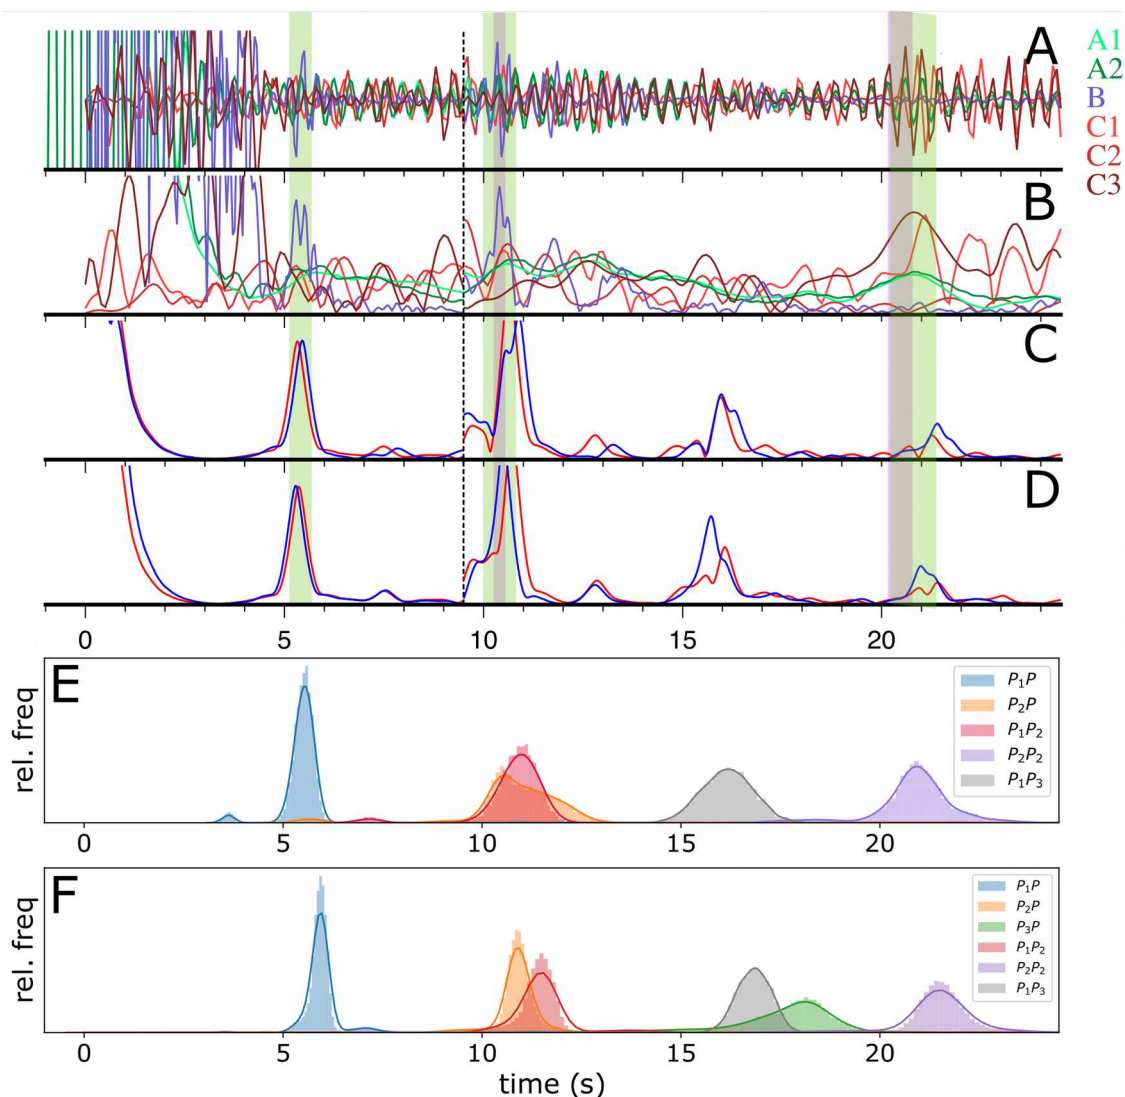 A
A1
A2
B
C1
C2
C3
B
C
D
0 5 10 15 20
E
rel. freq
P₁P
P₂P
P₁P₂
P₂P₂
P₁P₃
0 5 10 15 20
F
rel. freq
P₁P
P₂P
P₃P
P₁P₂
P₂P₂
P₁P₃
0 5 10 15 20
time (s)